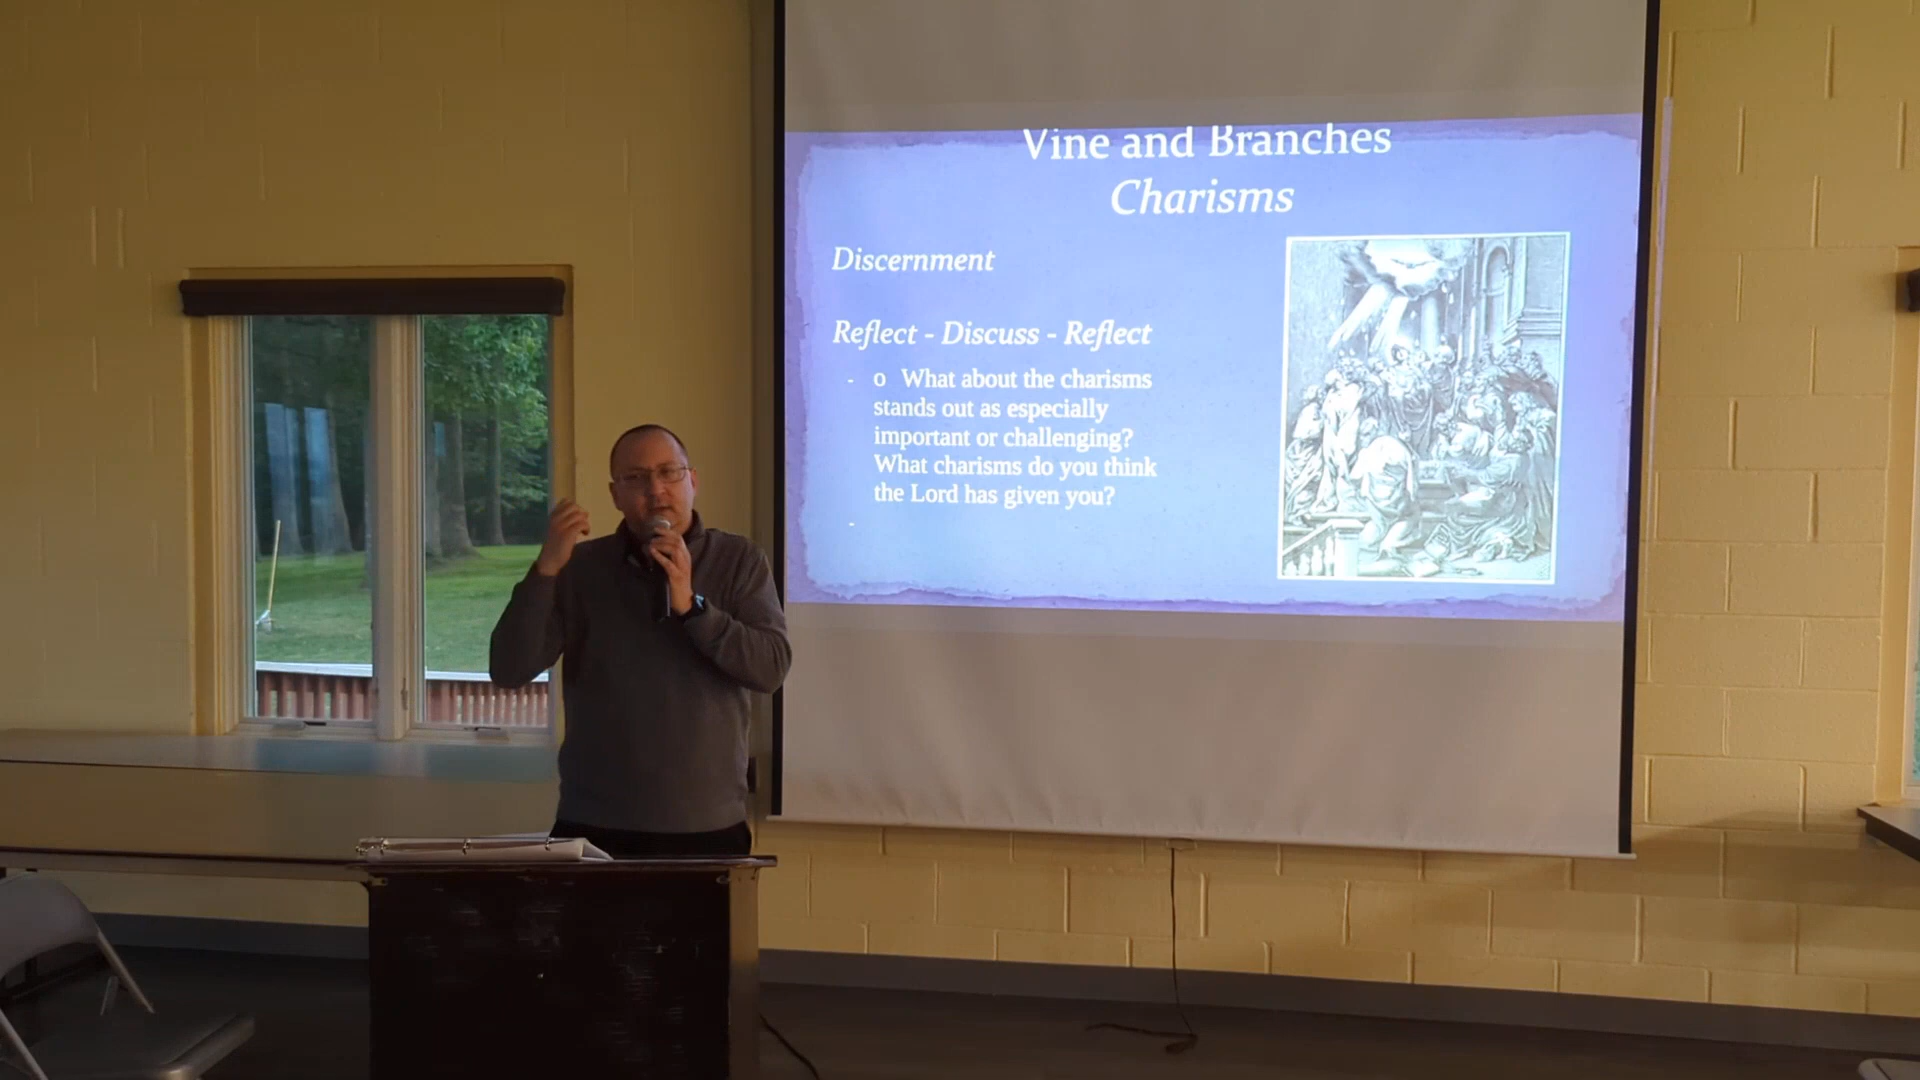 Vine and Branches
Charisms
Discernment
Reflect - Discuss - Reflect
- o What about the charisms
stands out as especially
important or challenging?
What charisms do you think
the Lord has given you?
-